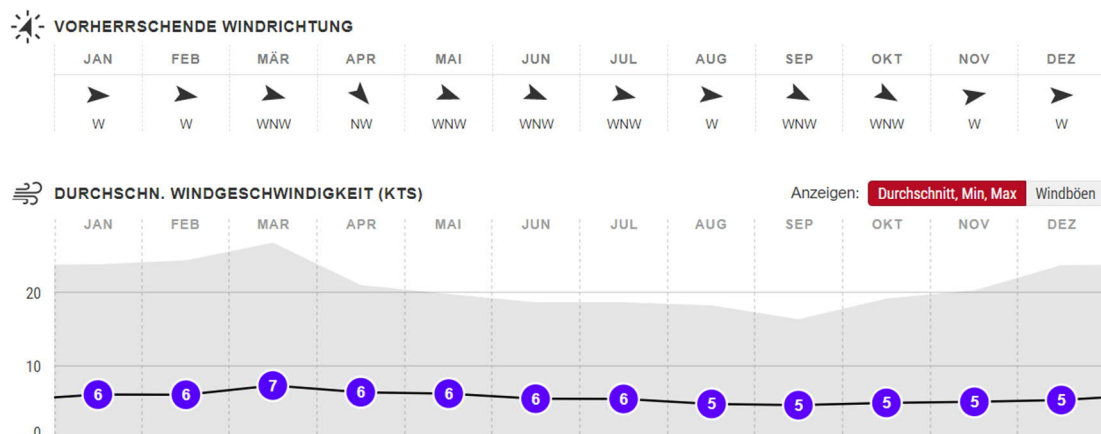 VORHERRSCHENDE WINDRICHTUNG
JAN FEB MÄR APR MAI JUN JUL AUG SEP OKT NOV DEZ
W W WNW NW WNW WNW WNW W WNW WNW W W
DURCHSCHN. WINDGESCHWINDIGKEIT (KTS) Anzeigen: Durchschnitt, Min, Max Windböen
JAN FEB MÄR APR MAI JUN JUL AUG SEP OKT NOV DEZ
20
10
6 6 7 6 6 6 6 5 5 5 5 5
0